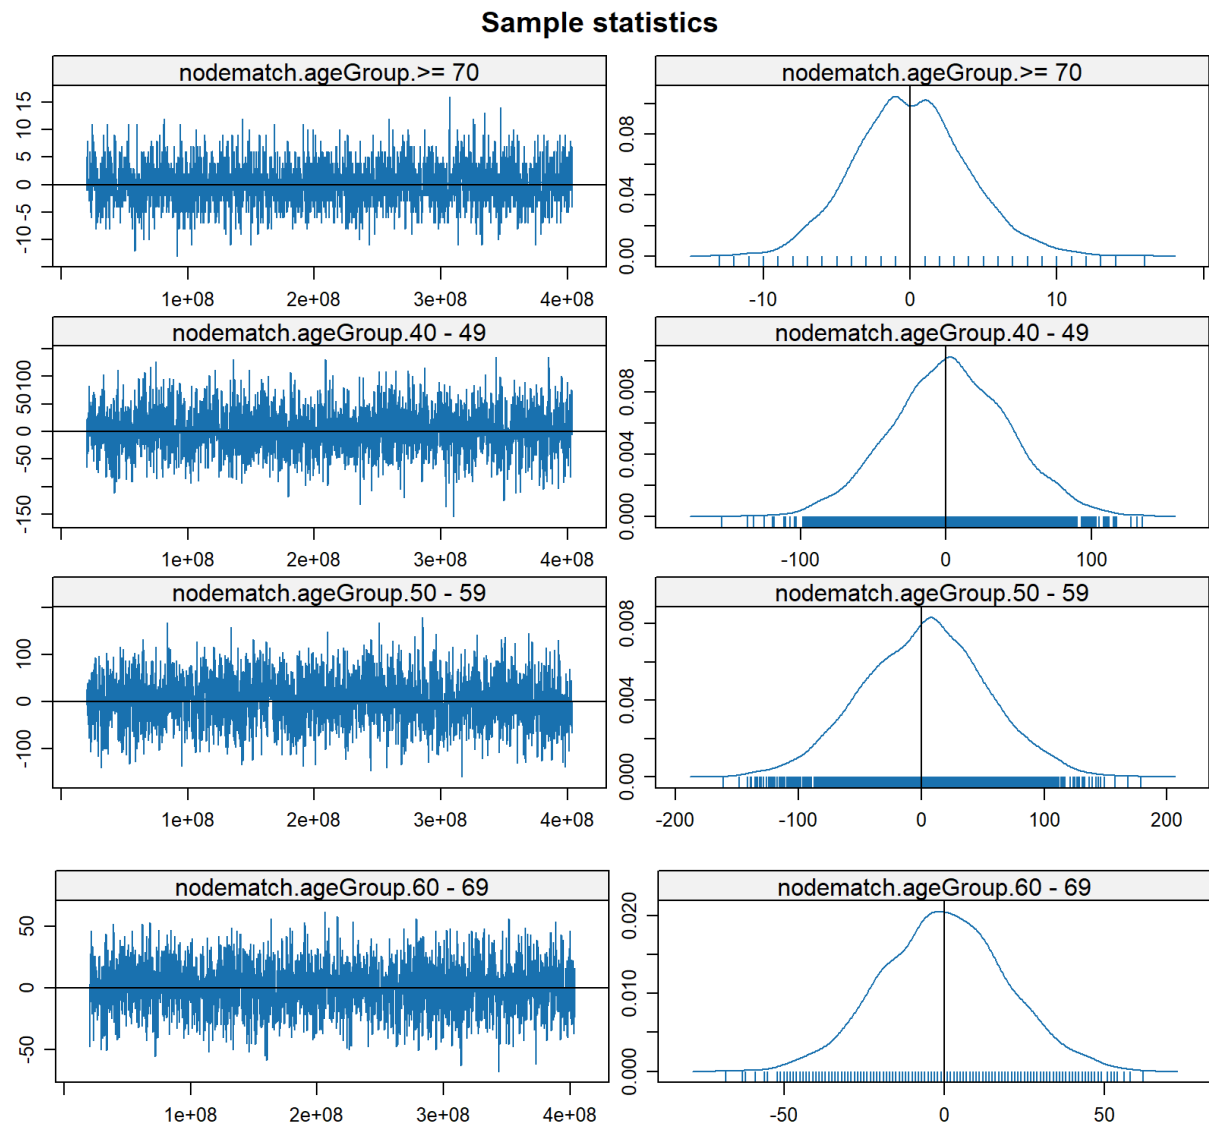 Sample statistics
nodematch.ageGroup.>= 70
nodematch.ageGroup.>= 70
15
10
5
0
-5
-10
1e+08 2e+08 3e+08 4e+08
0.08
0.04
0.00
-10 0 10
nodematch.ageGroup.40 - 49
nodematch.ageGroup.40 - 49
100
50
0
-50
-150
1e+08 2e+08 3e+08 4e+08
0.008
0.004
0.000
-100 0 100
nodematch.ageGroup.50 - 59
nodematch.ageGroup.50 - 59
100
0
-100
1e+08 2e+08 3e+08 4e+08
0.008
0.004
0.000
-200 -100 0 100 200
nodematch.ageGroup.60 - 69
nodematch.ageGroup.60 - 69
50
0
-50
1e+08 2e+08 3e+08 4e+08
0.020
0.010
0.000
-50 0 50